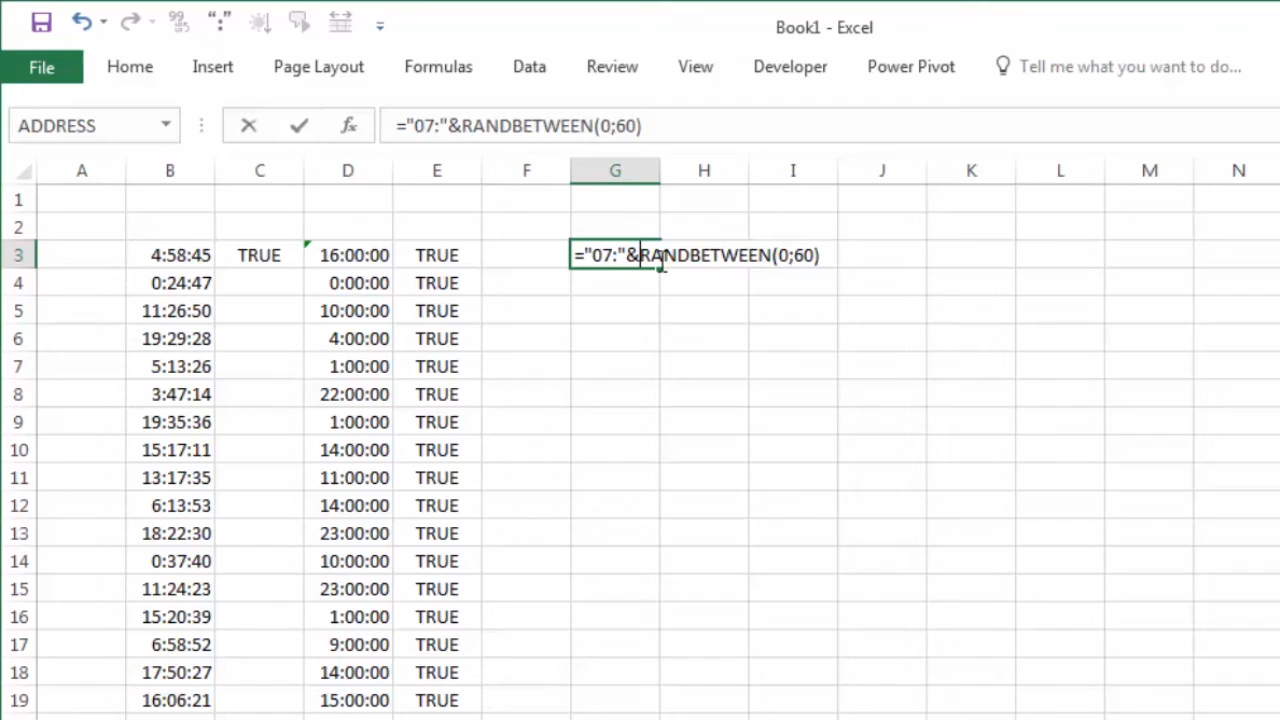 99 “:”
Book1 - Excel
File Home Insert Page Layout Formulas Data Review View Developer Power Pivot Tell me what you want to do...
ADDRESS fx ="07:"&RANDBETWEEN(0;60)
A B C D E F G H I J K L M N
1
2
3 4:58:45 TRUE 16:00:00 TRUE ="07:"&RANDBETWEEN(0;60)
4 0:24:47 0:00:00 TRUE
5 11:26:50 10:00:00 TRUE
6 19:29:28 4:00:00 TRUE
7 5:13:26 1:00:00 TRUE
8 3:47:14 22:00:00 TRUE
9 19:35:36 1:00:00 TRUE
10 15:17:11 14:00:00 TRUE
11 13:17:35 11:00:00 TRUE
12 6:13:53 14:00:00 TRUE
13 18:22:30 23:00:00 TRUE
14 0:37:40 10:00:00 TRUE
15 11:24:23 23:00:00 TRUE
16 15:20:39 1:00:00 TRUE
17 6:58:52 9:00:00 TRUE
18 17:50:27 14:00:00 TRUE
19 16:06:21 15:00:00 TRUE